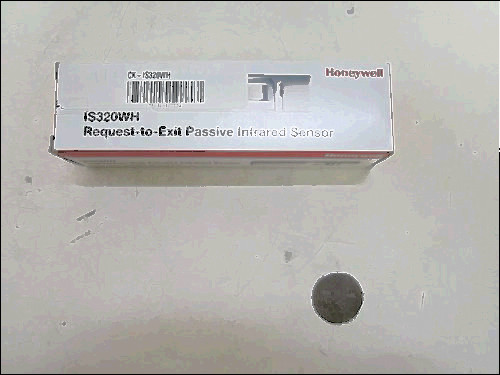 CK - IS320WH
Honeywell
IS320WH
Request-to-Exit Passive Infrared Sensor